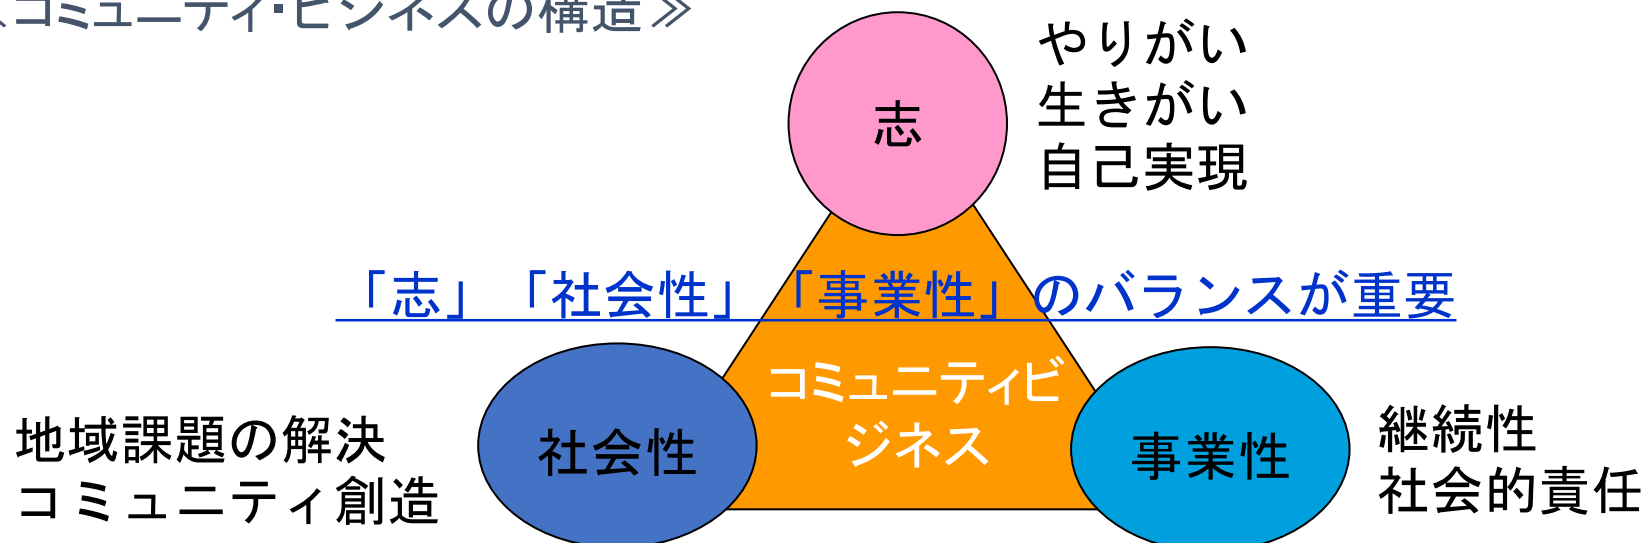 ≪コミュニティ・ビジネスの構造≫
志
やりがい
生きがい
自己実現
「志」「社会性」「事業性」のバランスが重要
コミュニティビ
ジネス
社会性
事業性
地域課題の解決
コミュニティ創造
継続性
社会的責任